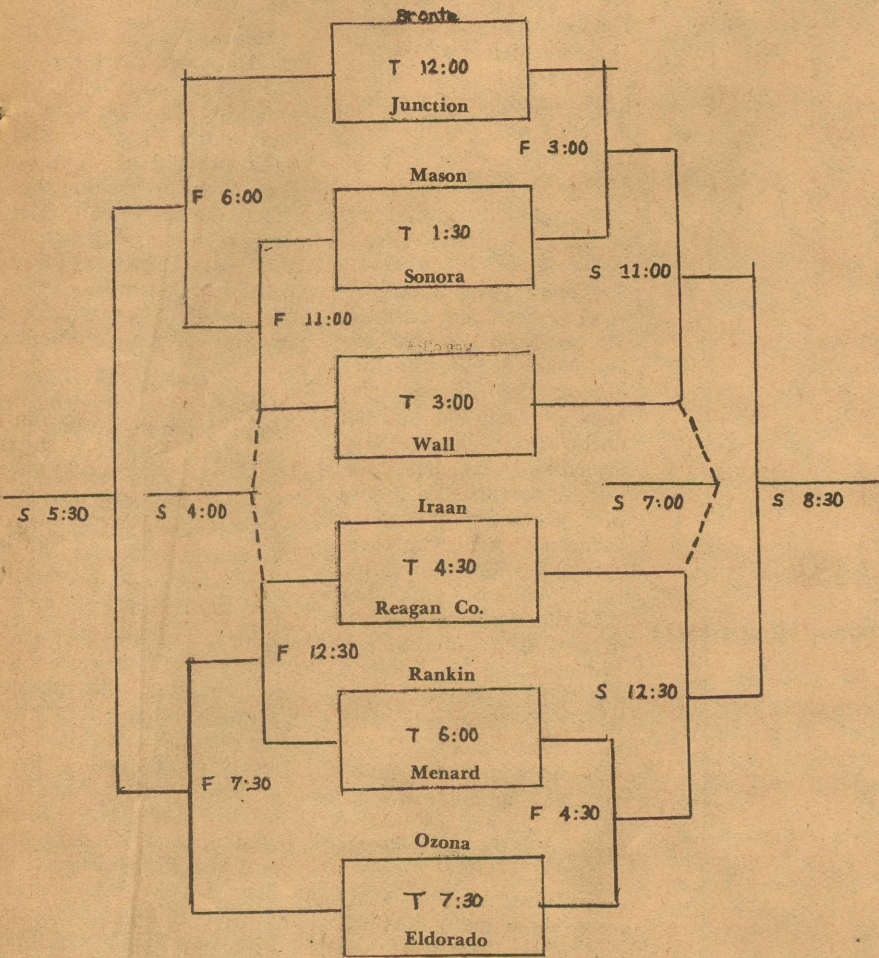 Bronte
T 12:00
Junction
F 3:00
Mason
F 6:00
T 1:30
Sonora
S 11:00
F 11:00
T 3:00
Wall
S 5:30
S 4:00
Iraan
S 7:00
S 8:30
T 4:30
Reagan Co.
F 12:30
Rankin
S 12:30
T 6:00
Menard
F 7:30
F 4:30
Ozona
T 7:30
Eldorado